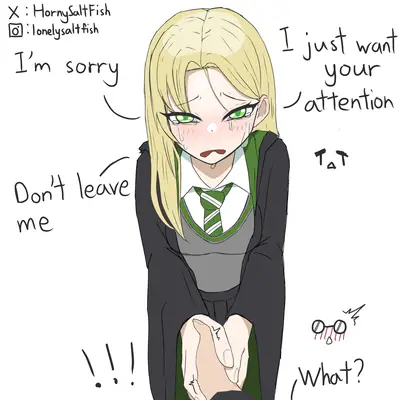 X : HornySaltFish
: lonelysaltfish
I'm sorry
I just want
your
attention
Don't leave
me
!!!
What?